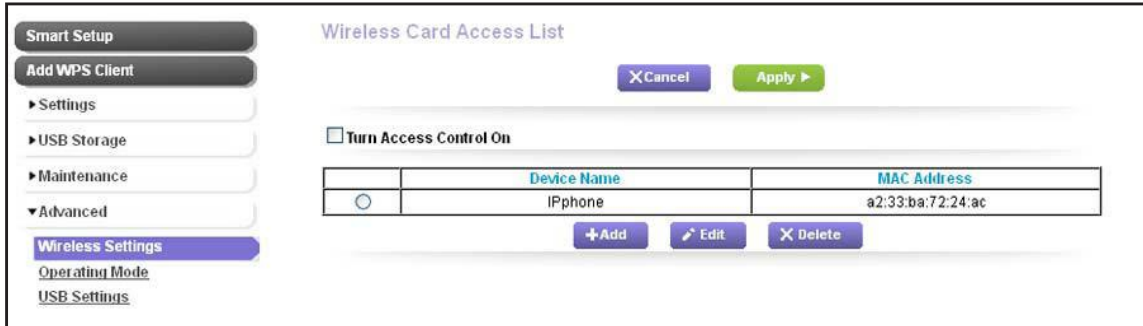 Smart Setup
Add WPS Client
Settings
USB Storage
Maintenance
Advanced
Wireless Settings
Operating Mode
USB Settings
Wireless Card Access List
Cancel Apply
Turn Access Control On
Device Name MAC Address
IPphone a2:33:ba:72:24:ac
Add Edit Delete